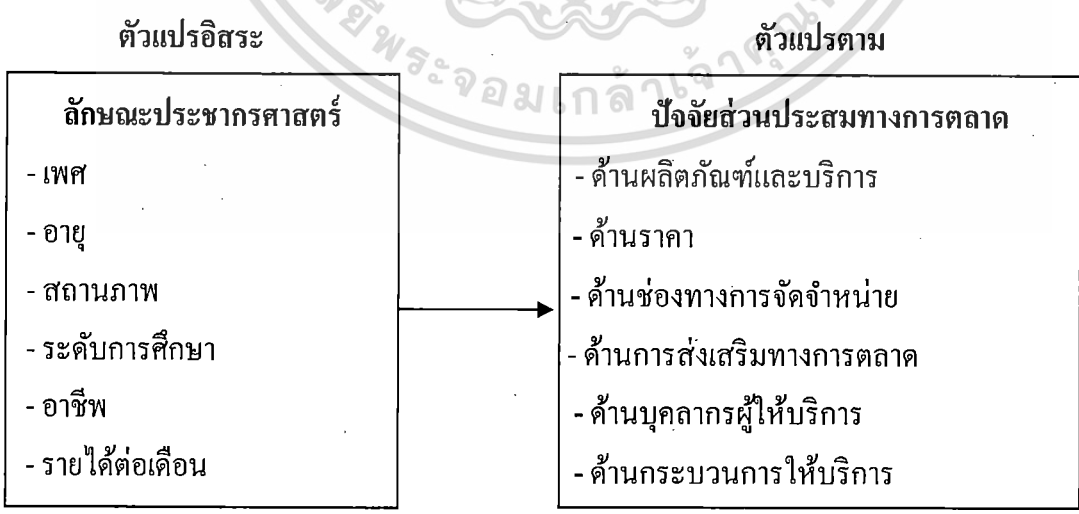 ตัวแปรอิสระ
ตัวแปรตาม
ลักษณะประชากรศาสตร์
- เพศ
- อายุ
- สถานภาพ
- ระดับการศึกษา
- อาชีพ
- รายได้ต่อเดือน
ปัจจัยส่วนประสมทางการตลาด
- ด้านผลิตภัณฑ์และบริการ
- ด้านราคา
- ด้านช่องทางการจัดจำหน่าย
- ด้านการส่งเสริมทางการตลาด
- ด้านบุคลากรผู้ให้บริการ
- ด้านกระบวนการให้บริการ